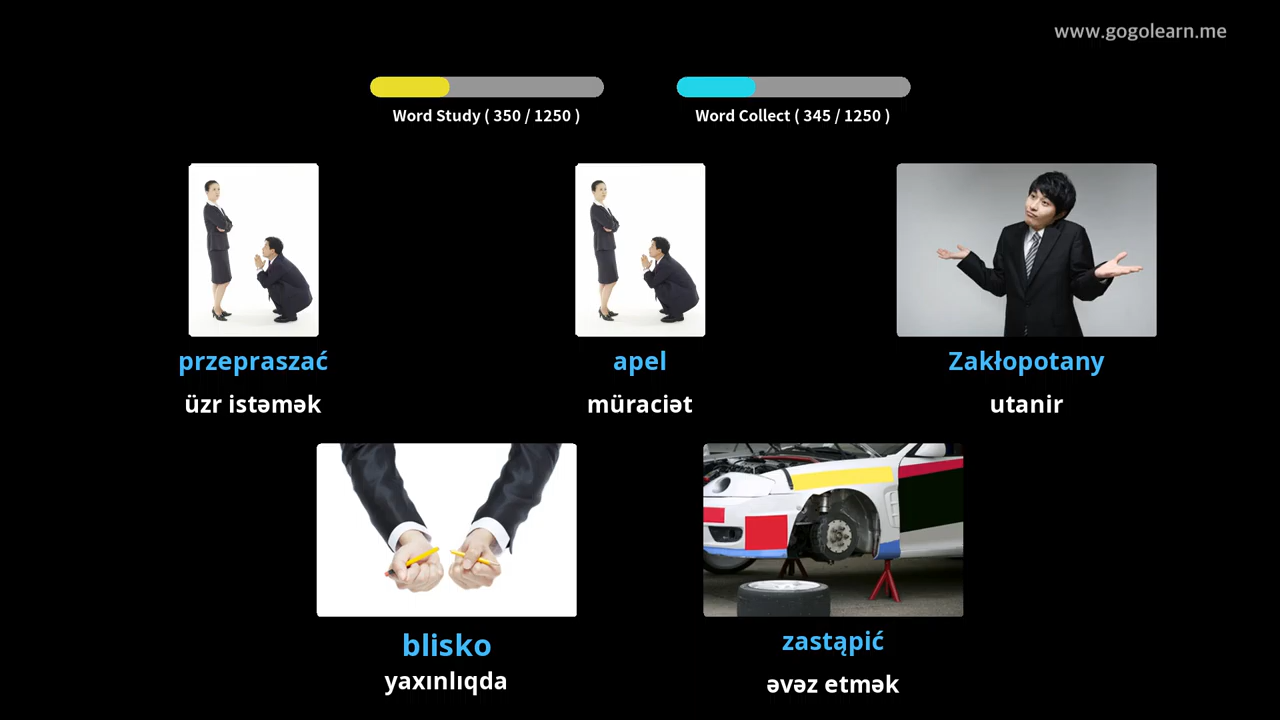 www.gogolearn.me
Word Study ( 350 / 1250 )
Word Collect ( 345 / 1250 )
przepraszać
apel
Zakłopotany
üzr istəmək
müraciət
utanir
blisko
zastąpić
yaxınlıqda
əvəz etmək